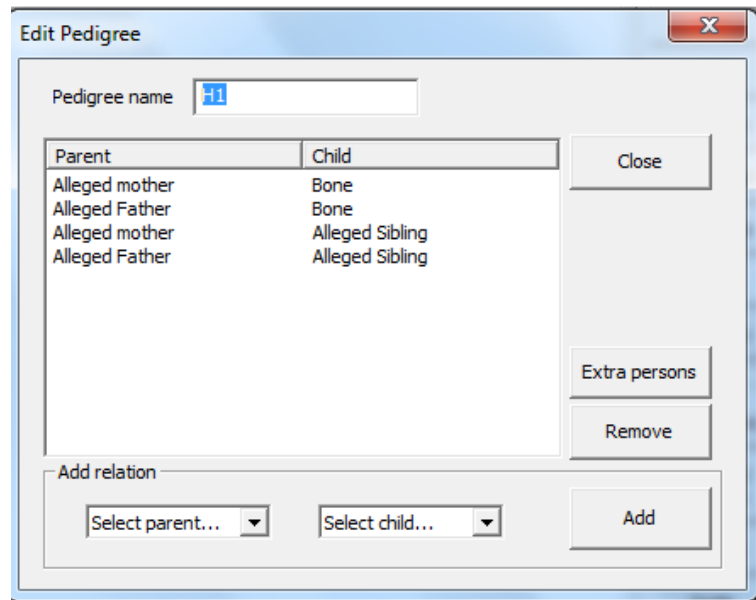 Edit Pedigree
X
Pedigree name H1
Parent Child
Close
Alleged mother Bone
Alleged Father Bone
Alleged mother Alleged Sibling
Alleged Father Alleged Sibling
Extra persons
Remove
Add relation
Select parent... Select child... Add